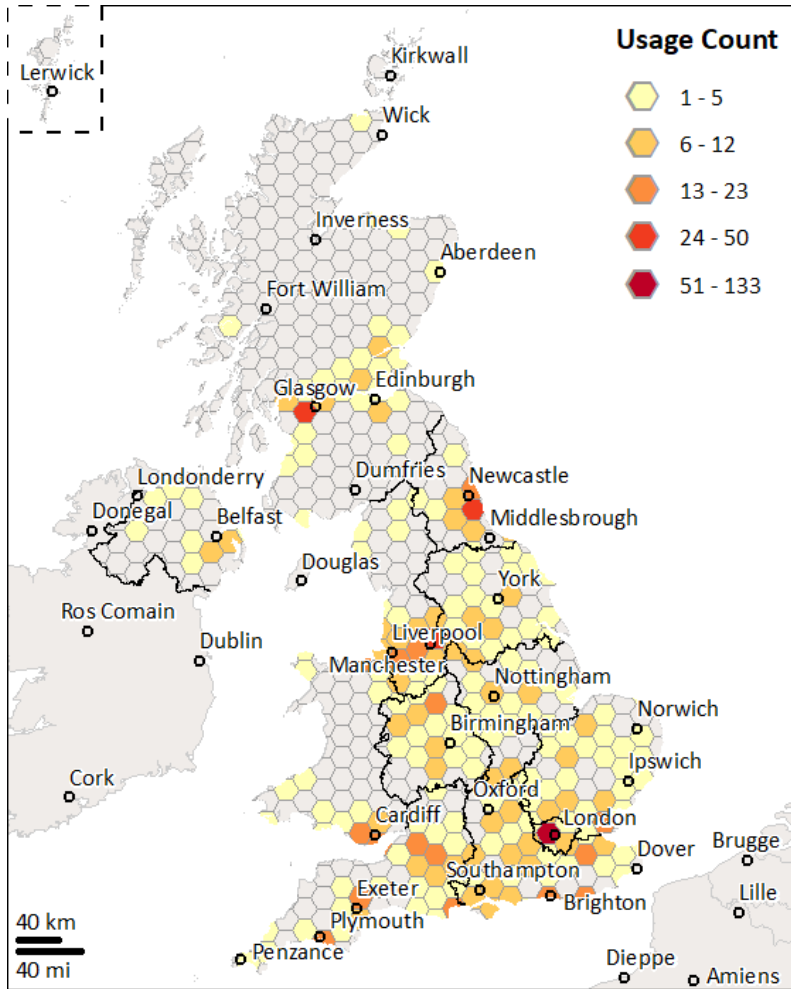 Usage Count
1 - 5
6 - 12
13 - 23
24 - 50
51 - 133
Lerwick
Kirkwall
Wick
Inverness
Aberdeen
Fort William
Glasgow
Edinburgh
Dumfries
Newcastle
Londonderry
Donegal
Belfast
Middlesbrough
Douglas
York
Ros Comain
Liverpool
Dublin
Manchester
Nottingham
Norwich
Birmingham
Ipswich
Cork
Oxford
Cardiff
London
Brugge
Dover
Southampton
Exeter
Brighton
Lille
Plymouth
Penzance
40 km
40 mi
Dieppe
Amiens